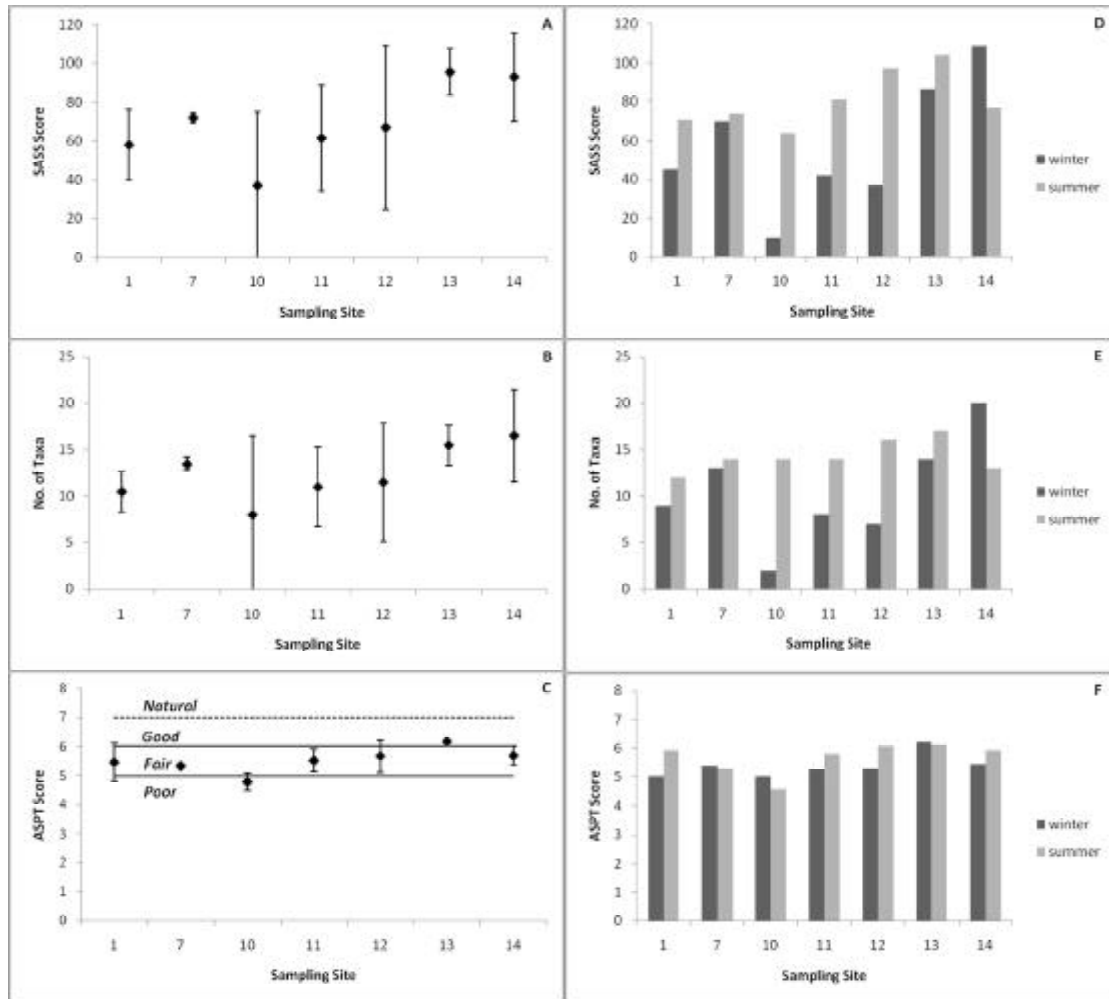 A
SASS Score
120
100
80
60
40
20
0
1 7 10 11 12 13 14
Sampling Site
D
SASS Score
120
100
80
60
40
20
0
1 7 10 11 12 13 14
Sampling Site
winter
summer
B
No. of Taxa
25
20
15
10
5
0
1 7 10 11 12 13 14
Sampling Site
E
No. of Taxa
25
20
15
10
5
0
1 7 10 11 12 13 14
Sampling Site
winter
summer
C
ASPT Score
8
7
6
5
4
3
2
1
0
Natural
Good
Fair
Poor
1 7 10 11 12 13 14
Sampling Site
F
ASPT Score
8
7
6
5
4
3
2
1
0
1 7 10 11 12 13 14
Sampling Site
winter
summer